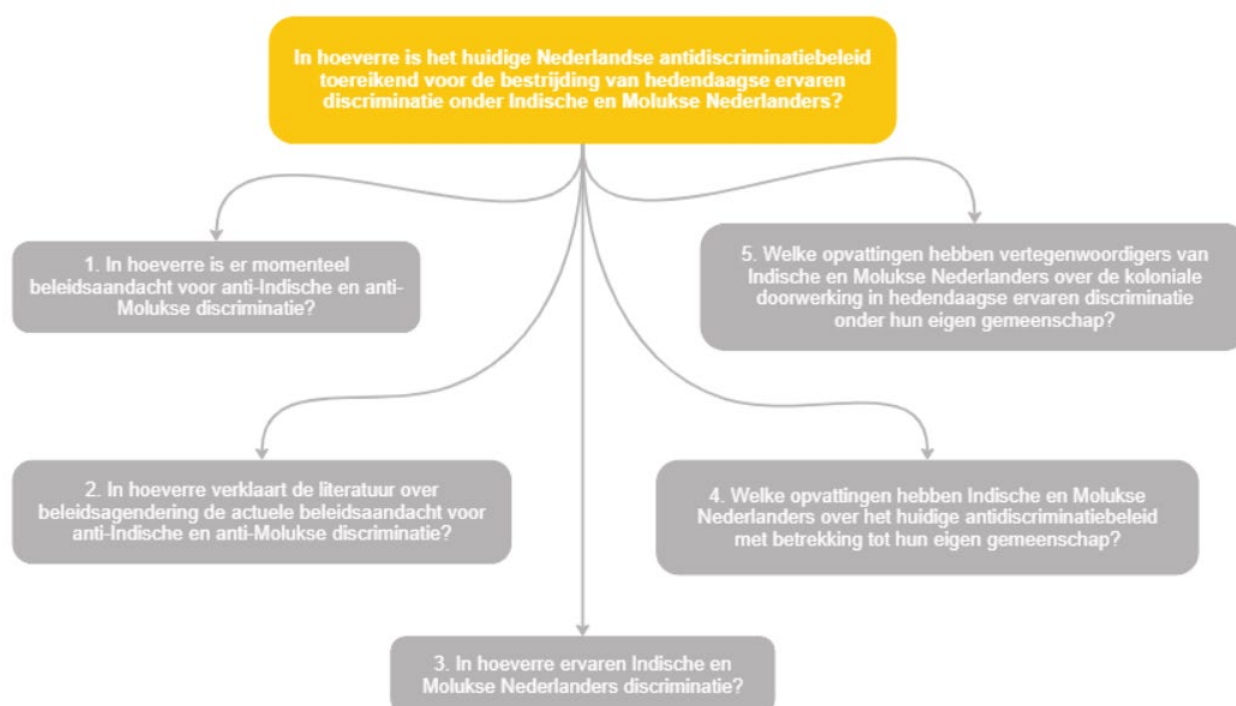 In hoeverre is het huidige Nederlandse antidiscriminatiebeleid
toereikend voor de bestrijding van hedendaagse ervaren
discriminatie onder Indische en Molukse Nederlanders?
1. In hoeverre is er momenteel
beleidsaandacht voor anti-Indische en anti-
Molukse discriminatie?
2. In hoeverre verklaart de literatuur over
beleidsagendering de actuele beleidsaandacht voor
anti-Indische en anti-Molukse discriminatie?
3. In hoeverre ervaren Indische en
Molukse Nederlanders discriminatie?
4. Welke opvattingen hebben Indische en Molukse
Nederlanders over het huidige antidiscriminatiebeleid
met betrekking tot hun eigen gemeenschap?
5. Welke opvattingen hebben vertegenwoordigers van
Indische en Molukse Nederlanders over de koloniale
doorwerking in hedendaagse ervaren discriminatie
onder hun eigen gemeenschap?